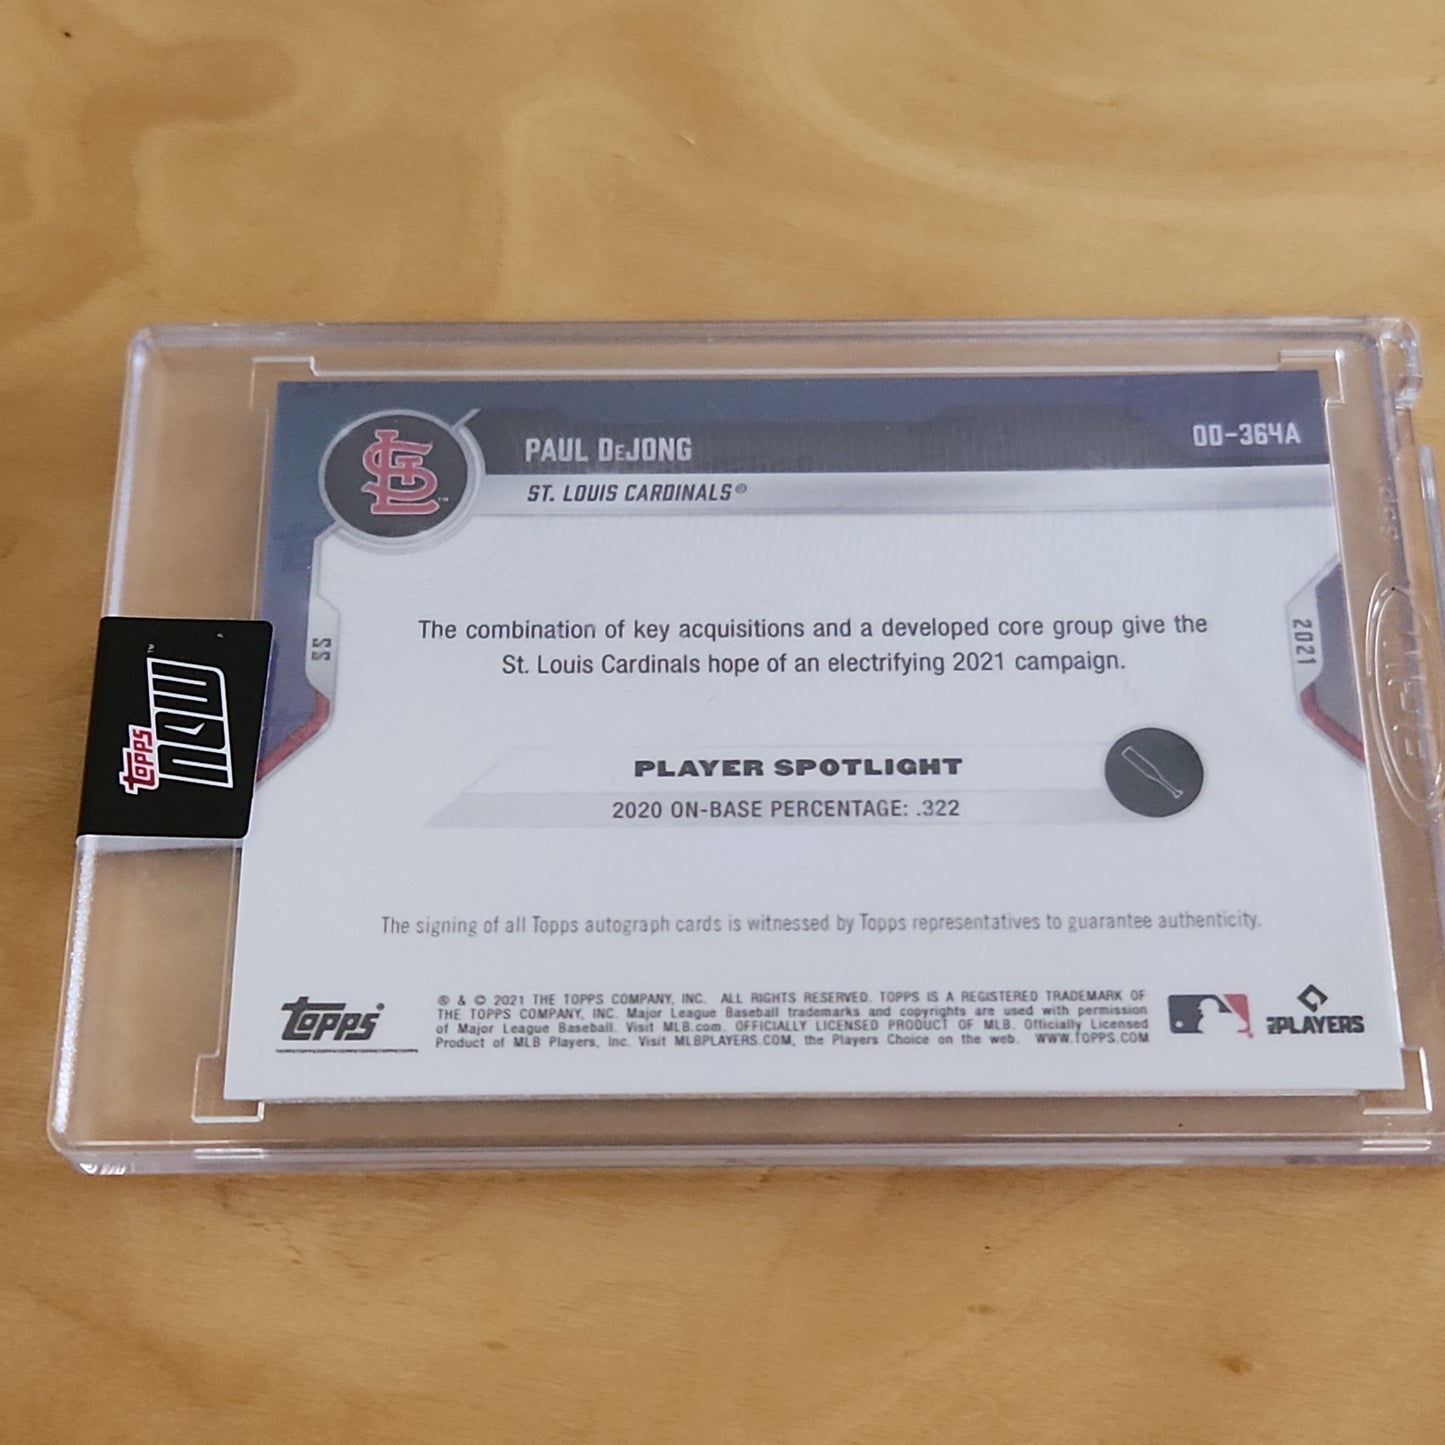 PAUL DeJONG
OD-364A
ST. LOUIS CARDINALS®
STL™
SS
2021
The combination of key acquisitions and a developed core group give the
St. Louis Cardinals hope of an electrifying 2021 campaign.
PLAYER SPOTLIGHT
2020 ON-BASE PERCENTAGE: .322
topps
NOW™
The signing of all Topps autograph cards is witnessed by Topps representatives to guarantee authenticity.
topps
® & © 2021 THE TOPPS COMPANY, INC. ALL RIGHTS RESERVED. TOPPS IS A REGISTERED TRADEMARK OF
THE TOPPS COMPANY, INC. Major League Baseball trademarks and copyrights are used with permission
of Major League Baseball. Visit MLB.com. OFFICIALLY LICENSED PRODUCT OF MLB. Officially Licensed
Product of MLB Players, Inc. Visit MLBPLAYERS.COM, the Players Choice on the web. WWW.TOPPS.COM
PLAYERS